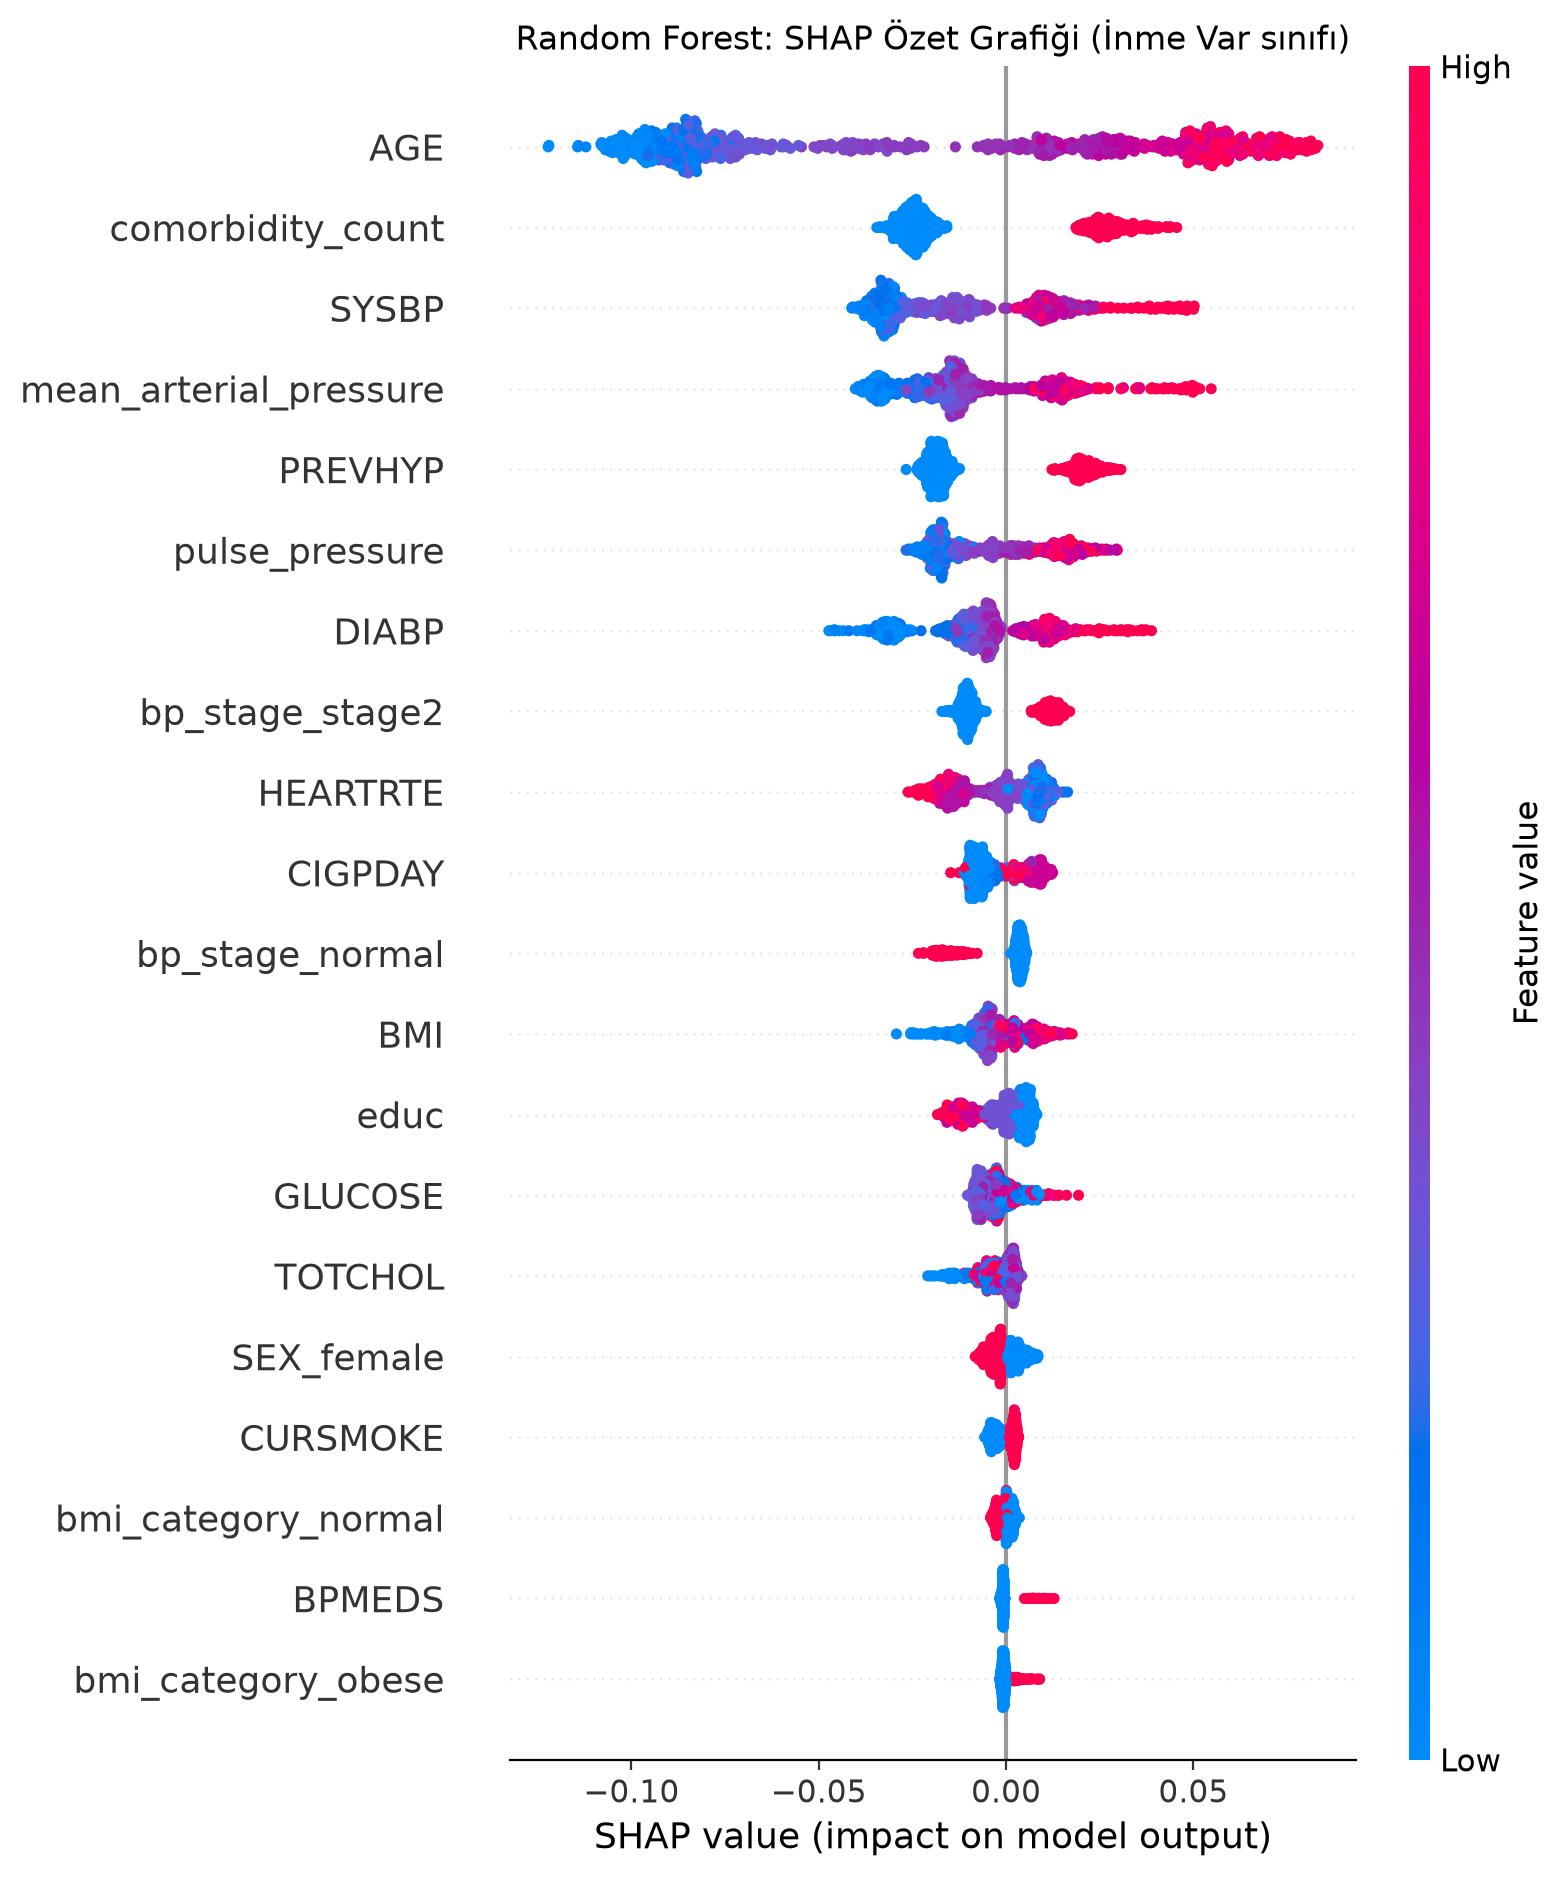 Random Forest: SHAP Özet Grafiği (İnme Var sınıfı)
High
AGE
comorbidity_count
SYSBP
mean_arterial_pressure
PREVHYP
pulse_pressure
DIABP
bp_stage_stage2
HEARTRTE
CIGPDAY
bp_stage_normal
BMI
educ
GLUCOSE
TOTCHOL
SEX_female
CURSMOKE
bmi_category_normal
BPMEDS
bmi_category_obese
Feature value
Low
−0.10 −0.05 0.00 0.05
SHAP value (impact on model output)